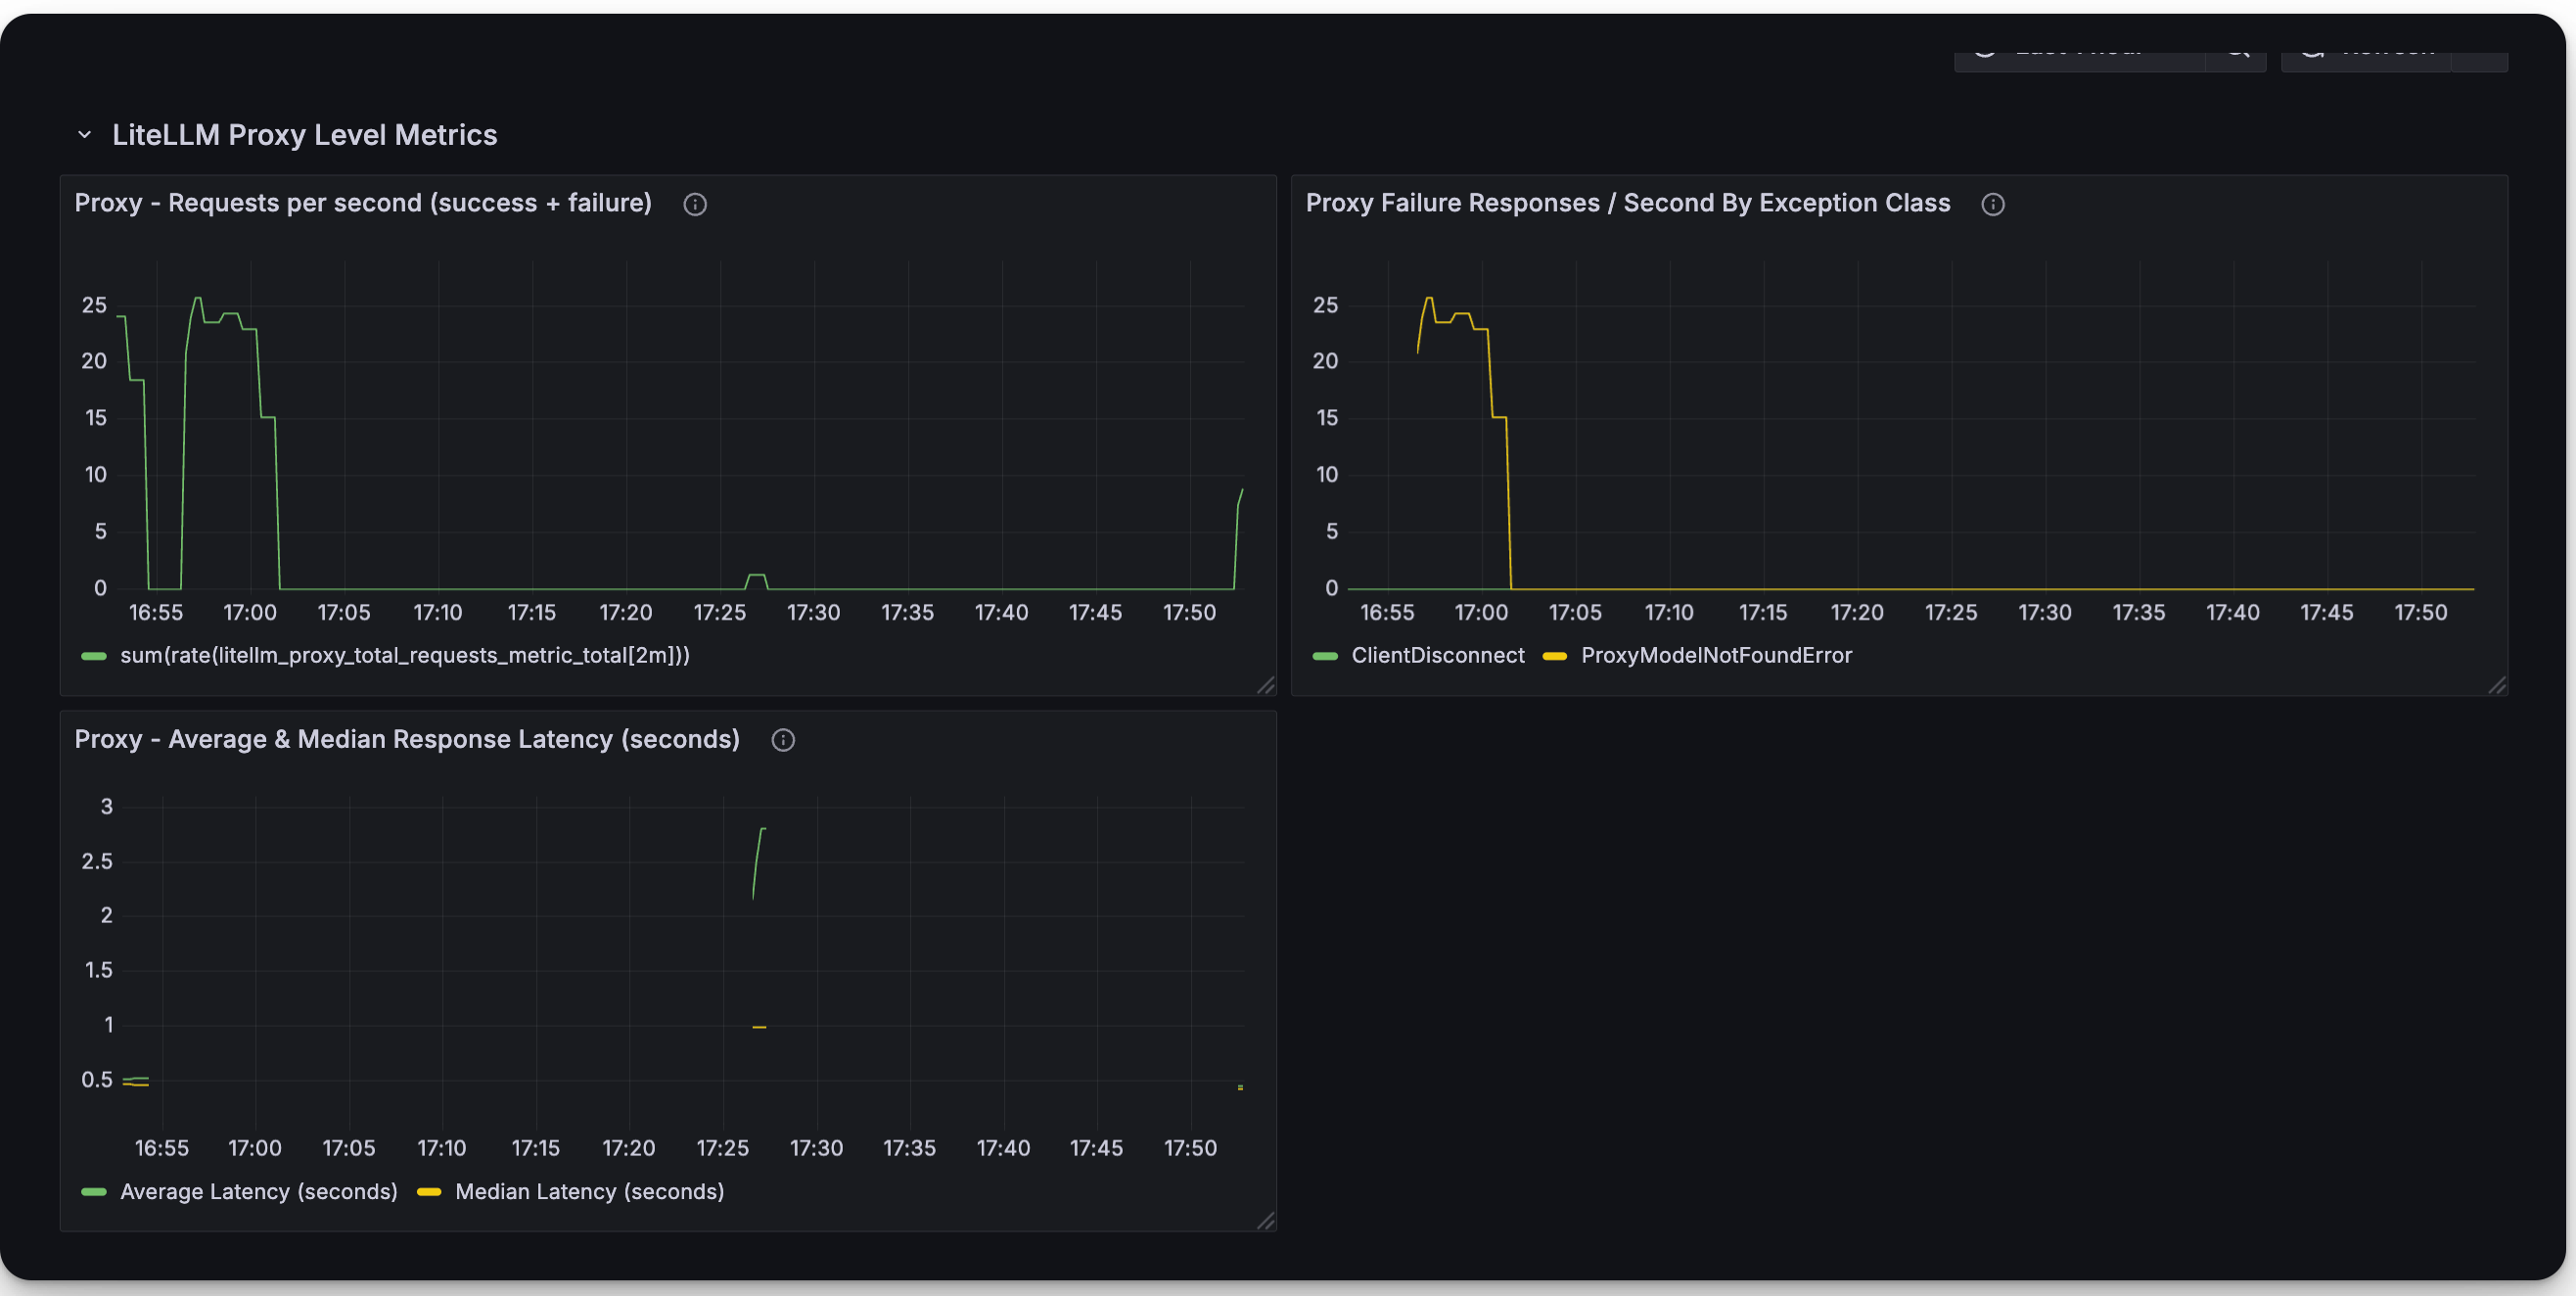 LiteLLM Proxy Level Metrics
Proxy - Requests per second (success + failure)
25
20
15
10
5
0
16:55 17:00 17:05 17:10 17:15 17:20 17:25 17:30 17:35 17:40 17:45 17:50
sum(rate(litellm_proxy_total_requests_metric_total[2m]))
Proxy Failure Responses / Second By Exception Class
25
20
15
10
5
0
16:55 17:00 17:05 17:10 17:15 17:20 17:25 17:30 17:35 17:40 17:45 17:50
ClientDisconnect ProxyModelNotFoundError
Proxy - Average & Median Response Latency (seconds)
3
2.5
2
1.5
1
0.5
16:55 17:00 17:05 17:10 17:15 17:20 17:25 17:30 17:35 17:40 17:45 17:50
Average Latency (seconds) Median Latency (seconds)